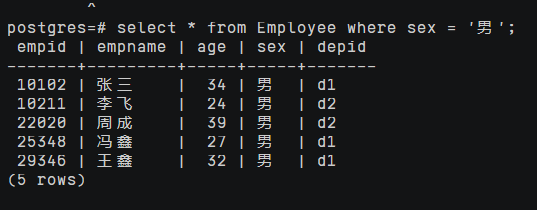 ^
postgres=# select * from Employee where sex = '男';
 empid | empname | age | sex | depid
-------+---------+-----+-----+-------
 10102 | 张三 | 34 | 男 | d1
 10211 | 李飞 | 24 | 男 | d2
 22020 | 周成 | 39 | 男 | d2
 25348 | 冯鑫 | 27 | 男 | d1
 29346 | 王鑫 | 32 | 男 | d1
(5 rows)